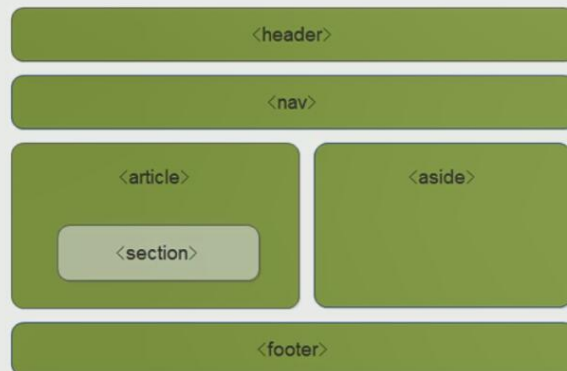 <header>
<nav>
<article>
<aside>
<section>
<footer>